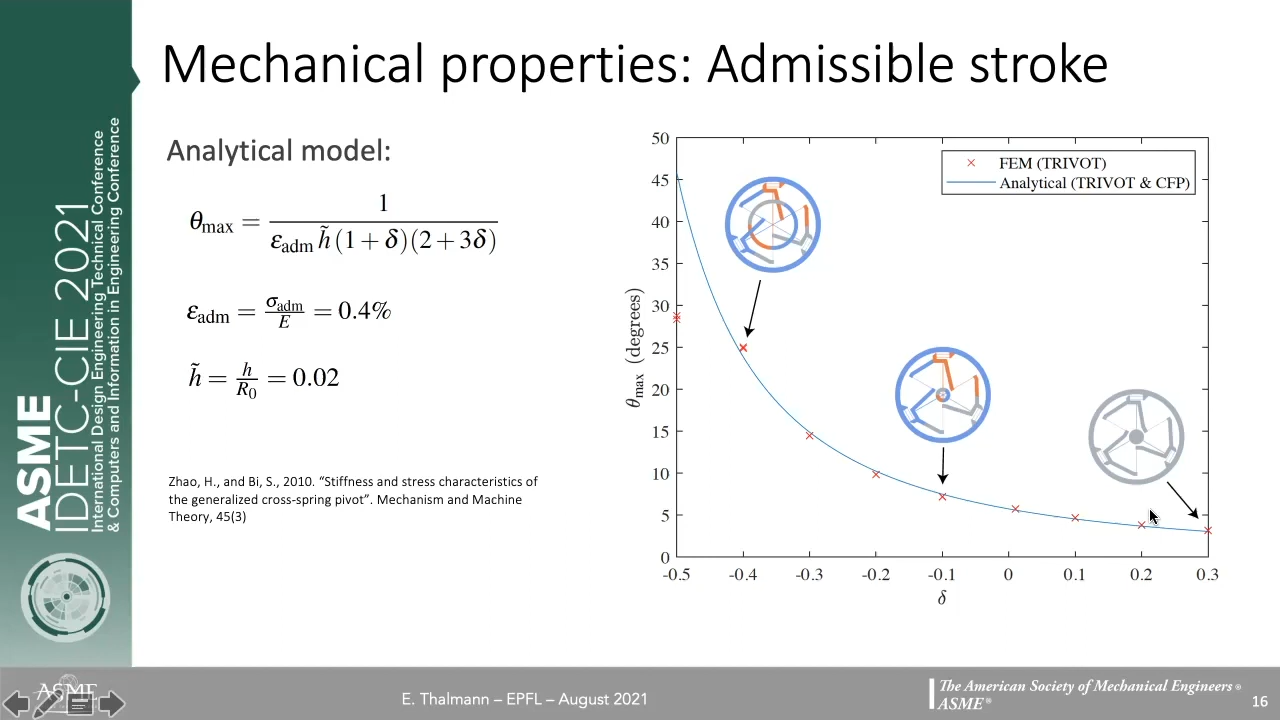 Mechanical properties: Admissible stroke
Analytical model:
θmax = 1 / (εadm h̃ (1 + δ)(2 + 3δ))
εadm = σadm / E = 0.4%
h̃ = h / R0 = 0.02
Zhao, H., and Bi, S., 2010. “Stiffness and stress characteristics of
the generalized cross-spring pivot”. Mechanism and Machine
Theory, 45(3)
50
45
40
35
30
25
20
15
10
5
0
θmax (degrees)
FEM (TRIVOT)
Analytical (TRIVOT & CFP)
-0.5 -0.4 -0.3 -0.2 -0.1 0 0.1 0.2 0.3
δ
ASME
IDETC-CIE 2021
International Design Engineering Technical Conference
& Computers and Information in Engineering Conference
ASME
E. Thalmann – EPFL – August 2021
The American Society of Mechanical Engineers ®
ASME®
16